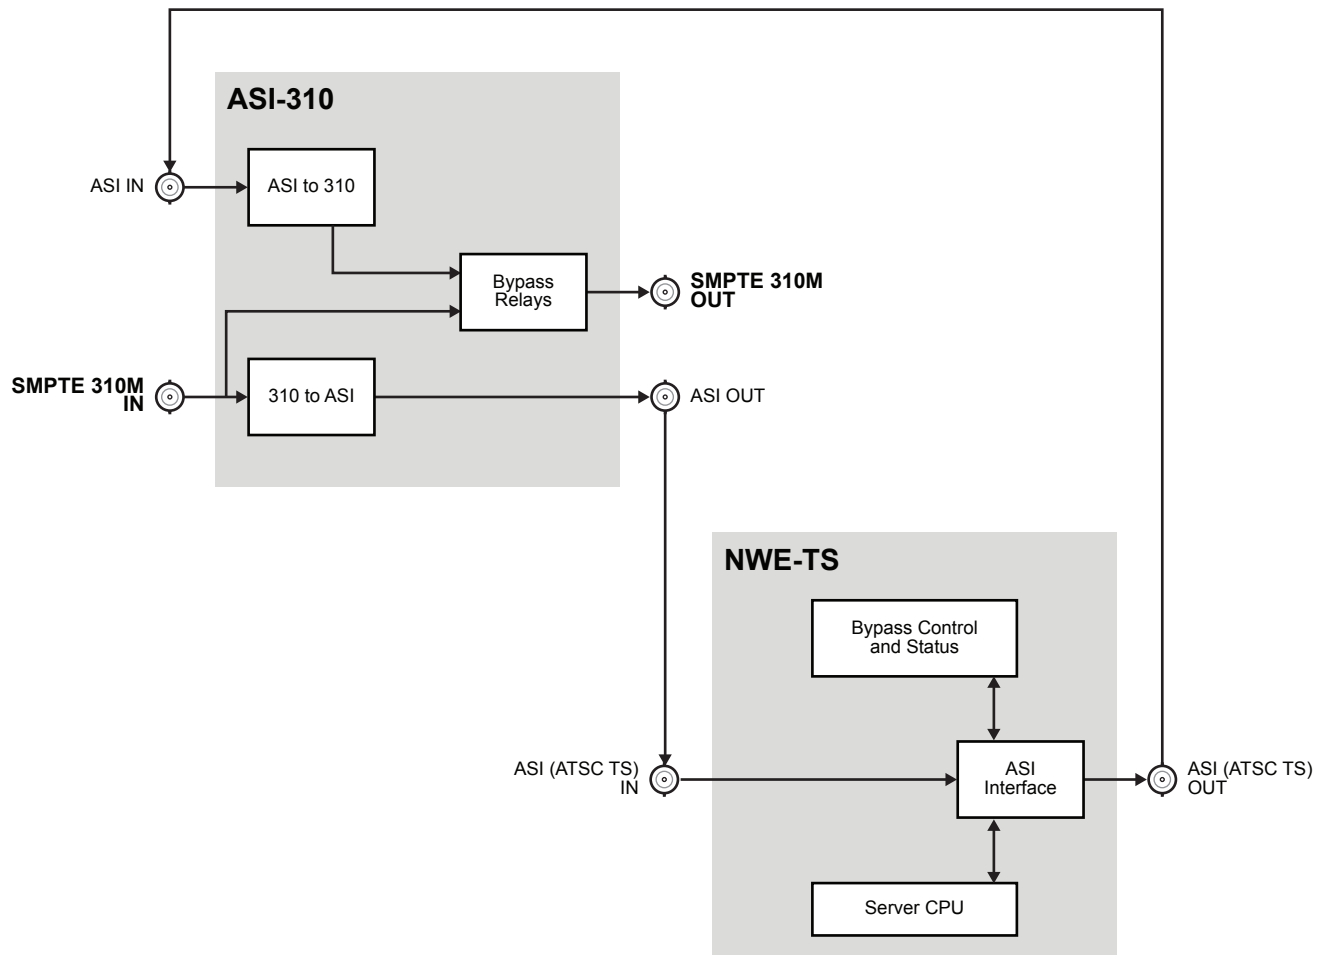 ASI-310
ASI IN
ASI to 310
Bypass
Relays
SMPTE 310M
OUT
SMPTE 310M
IN
310 to ASI
ASI OUT
NWE-TS
Bypass Control
and Status
ASI (ATSC TS)
IN
ASI
Interface
ASI (ATSC TS)
OUT
Server CPU